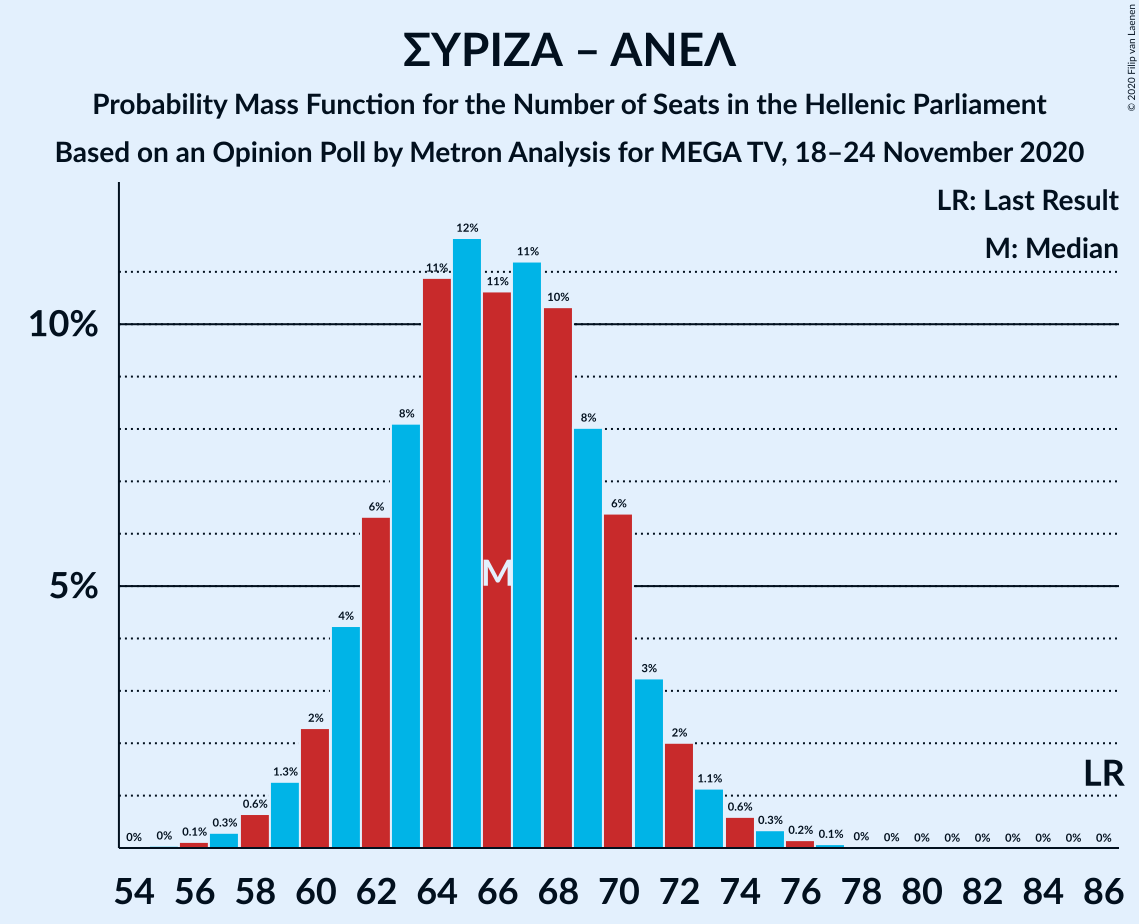 ΣΥΡΙΖΑ – ΑΝΕΛ
Probability Mass Function for the Number of Seats in the Hellenic Parliament
Based on an Opinion Poll by Metron Analysis for MEGA TV, 18–24 November 2020
© 2020 Filip van Laenen
LR: Last Result
M: Median
10%
5%
0% 0% 0.1% 0.3% 0.6% 1.3% 2% 4% 6% 8% 11% 12% 11% 11% 10% 8% 6% 3% 2% 1.1% 0.6% 0.3% 0.2% 0.1% 0% 0% 0% 0% 0% 0% 0% 0% 0%
M
LR
54 56 58 60 62 64 66 68 70 72 74 76 78 80 82 84 86